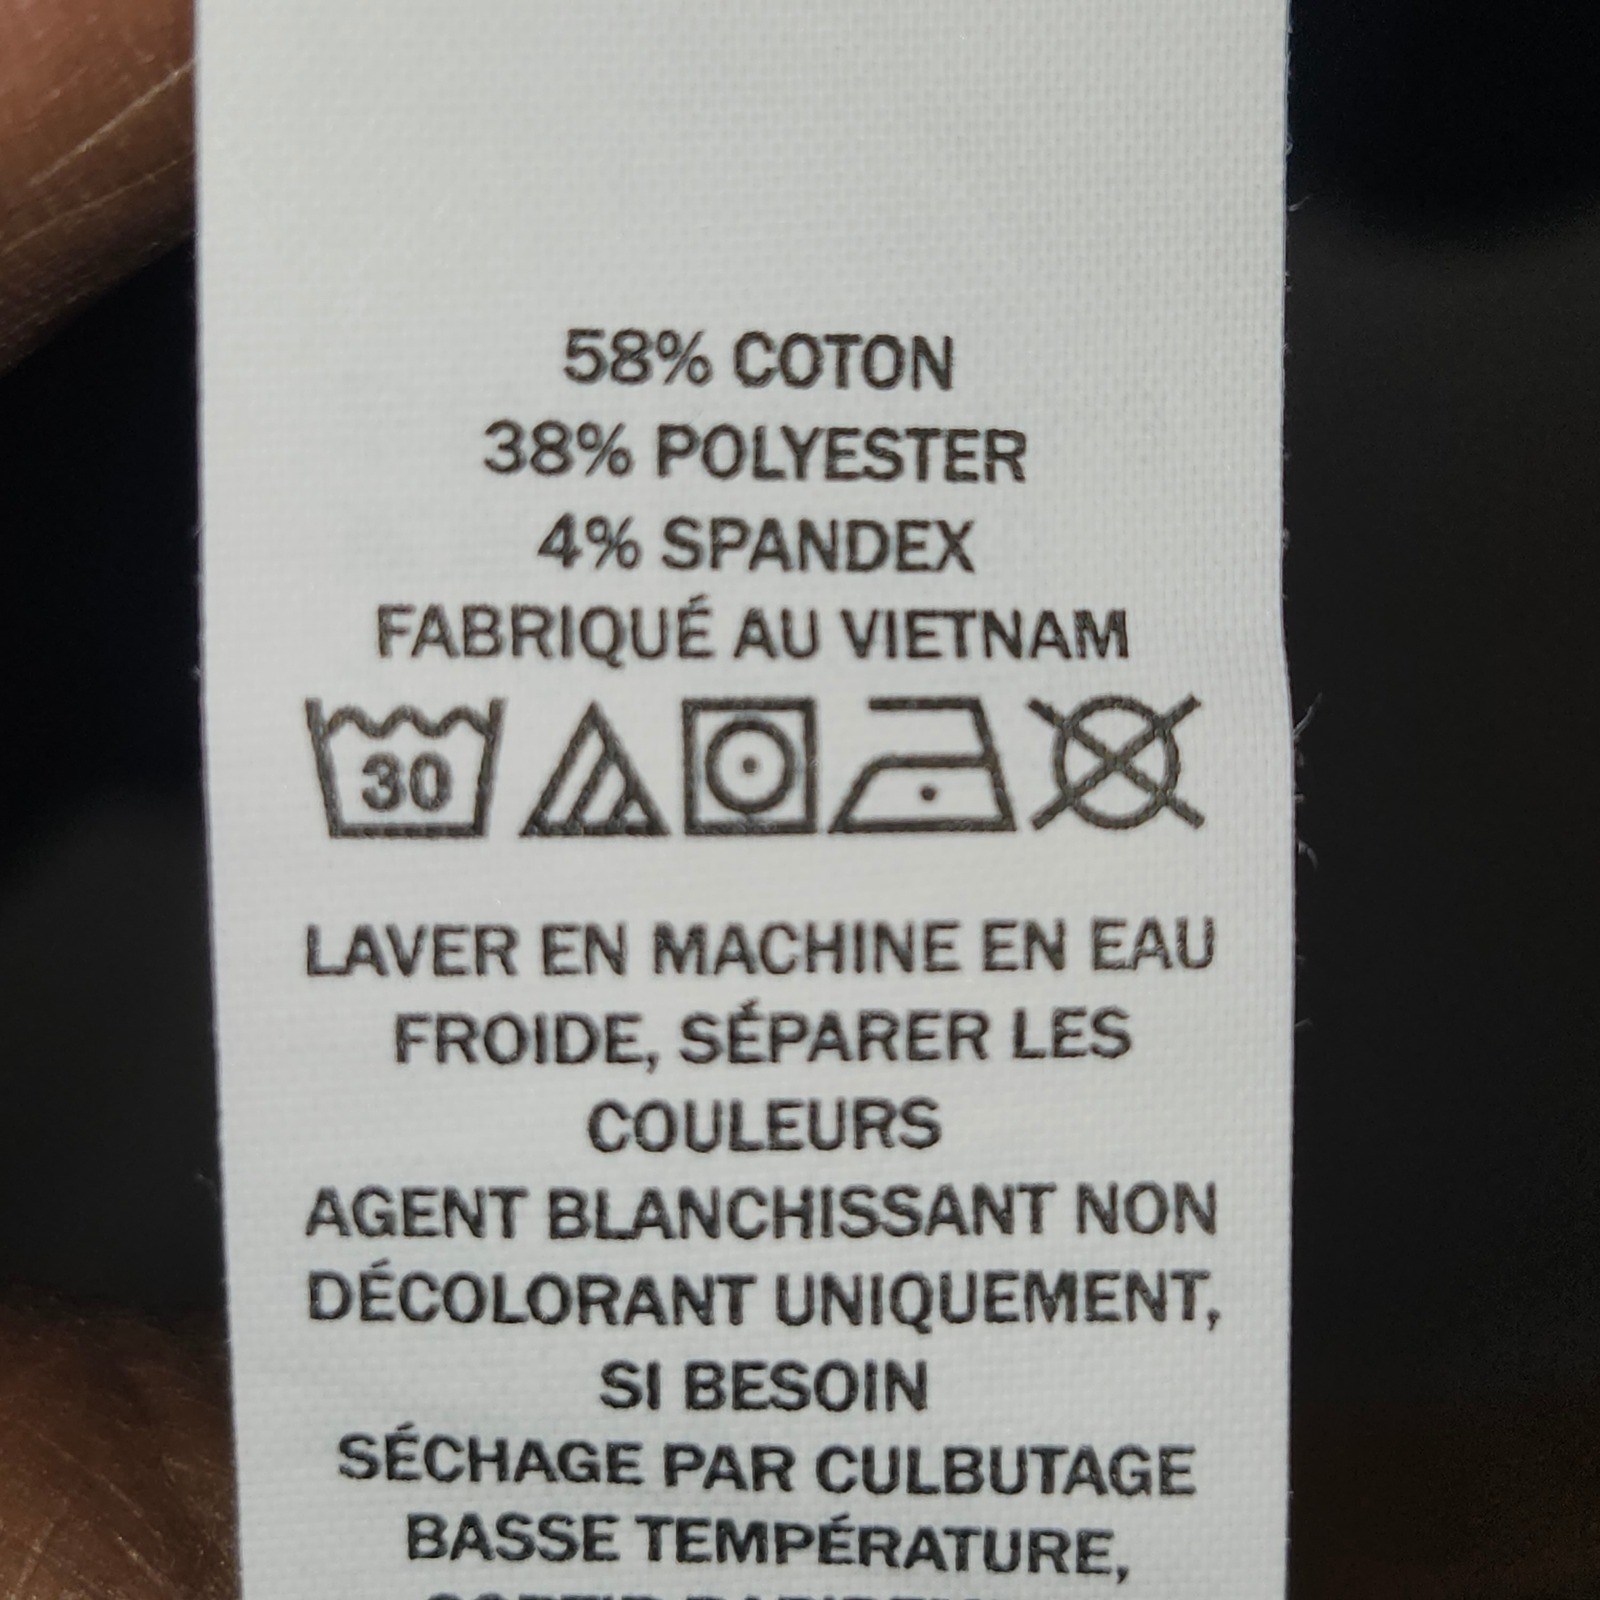 58% COTON
38% POLYESTER
4% SPANDEX
FABRIQUÉ AU VIETNAM
30
LAVER EN MACHINE EN EAU
FROIDE, SÉPARER LES
COULEURS
AGENT BLANCHISSANT NON
DÉCOLORANT UNIQUEMENT,
SI BESOIN
SÉCHAGE PAR CULBUTAGE
BASSE TEMPÉRATURE,